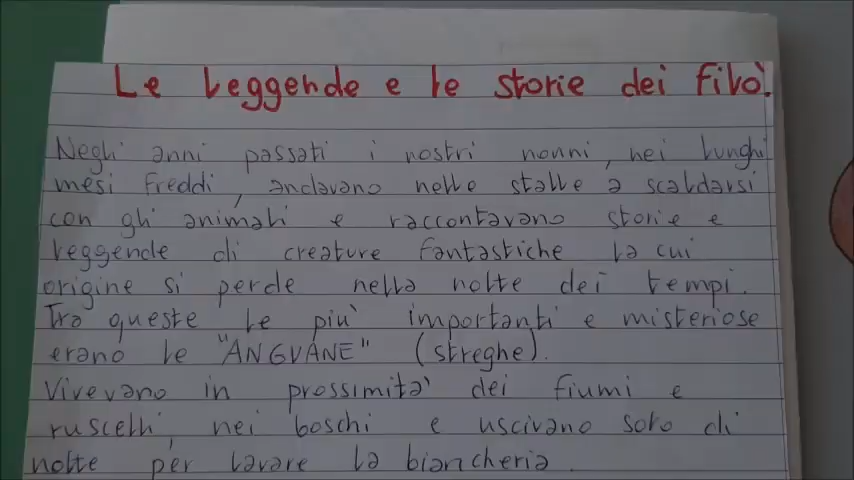 Le leggende e le storie dei filò.
Negli anni passati i nostri nonni, nei lunghi
mesi freddi, andavano nelle stalle a scaldarsi
con gli animali e raccontavano storie e
leggende di creature fantastiche la cui
origine si perde nella notte dei tempi.
Tra queste le più importanti e misteriose
erano le "ANGUANE" (streghe).
Vivevano in prossimità dei fiumi e
ruscelli, nei boschi e uscivano solo di
notte per lavare la biancheria.